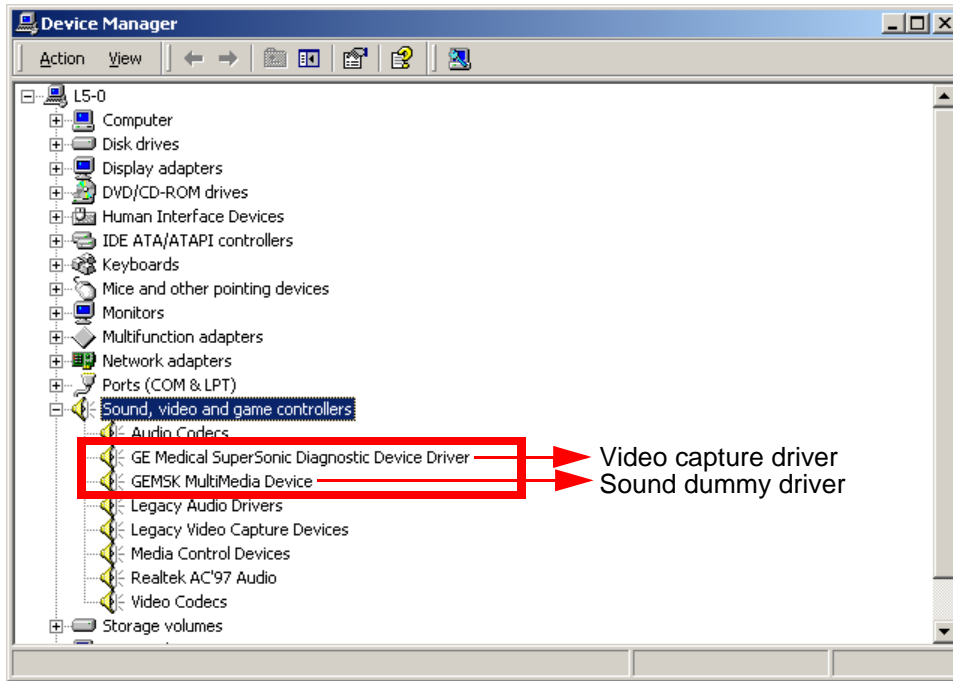 Device Manager
Action View
L5-0
Computer
Disk drives
Display adapters
DVD/CD-ROM drives
Human Interface Devices
IDE ATA/ATAPI controllers
Keyboards
Mice and other pointing devices
Monitors
Multifunction adapters
Network adapters
Ports (COM & LPT)
Sound, video and game controllers
Audio Codecs
GE Medical SuperSonic Diagnostic Device Driver Video capture driver
GEMSK MultiMedia Device Sound dummy driver
Legacy Audio Drivers
Legacy Video Capture Devices
Media Control Devices
Realtek AC'97 Audio
Video Codecs
Storage volumes